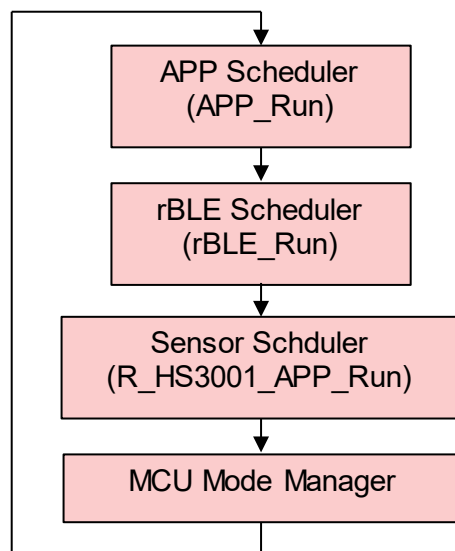 APP Scheduler
(APP_Run)
rBLE Scheduler
(rBLE_Run)
Sensor Schduler
(R_HS3001_APP_Run)
MCU Mode Manager